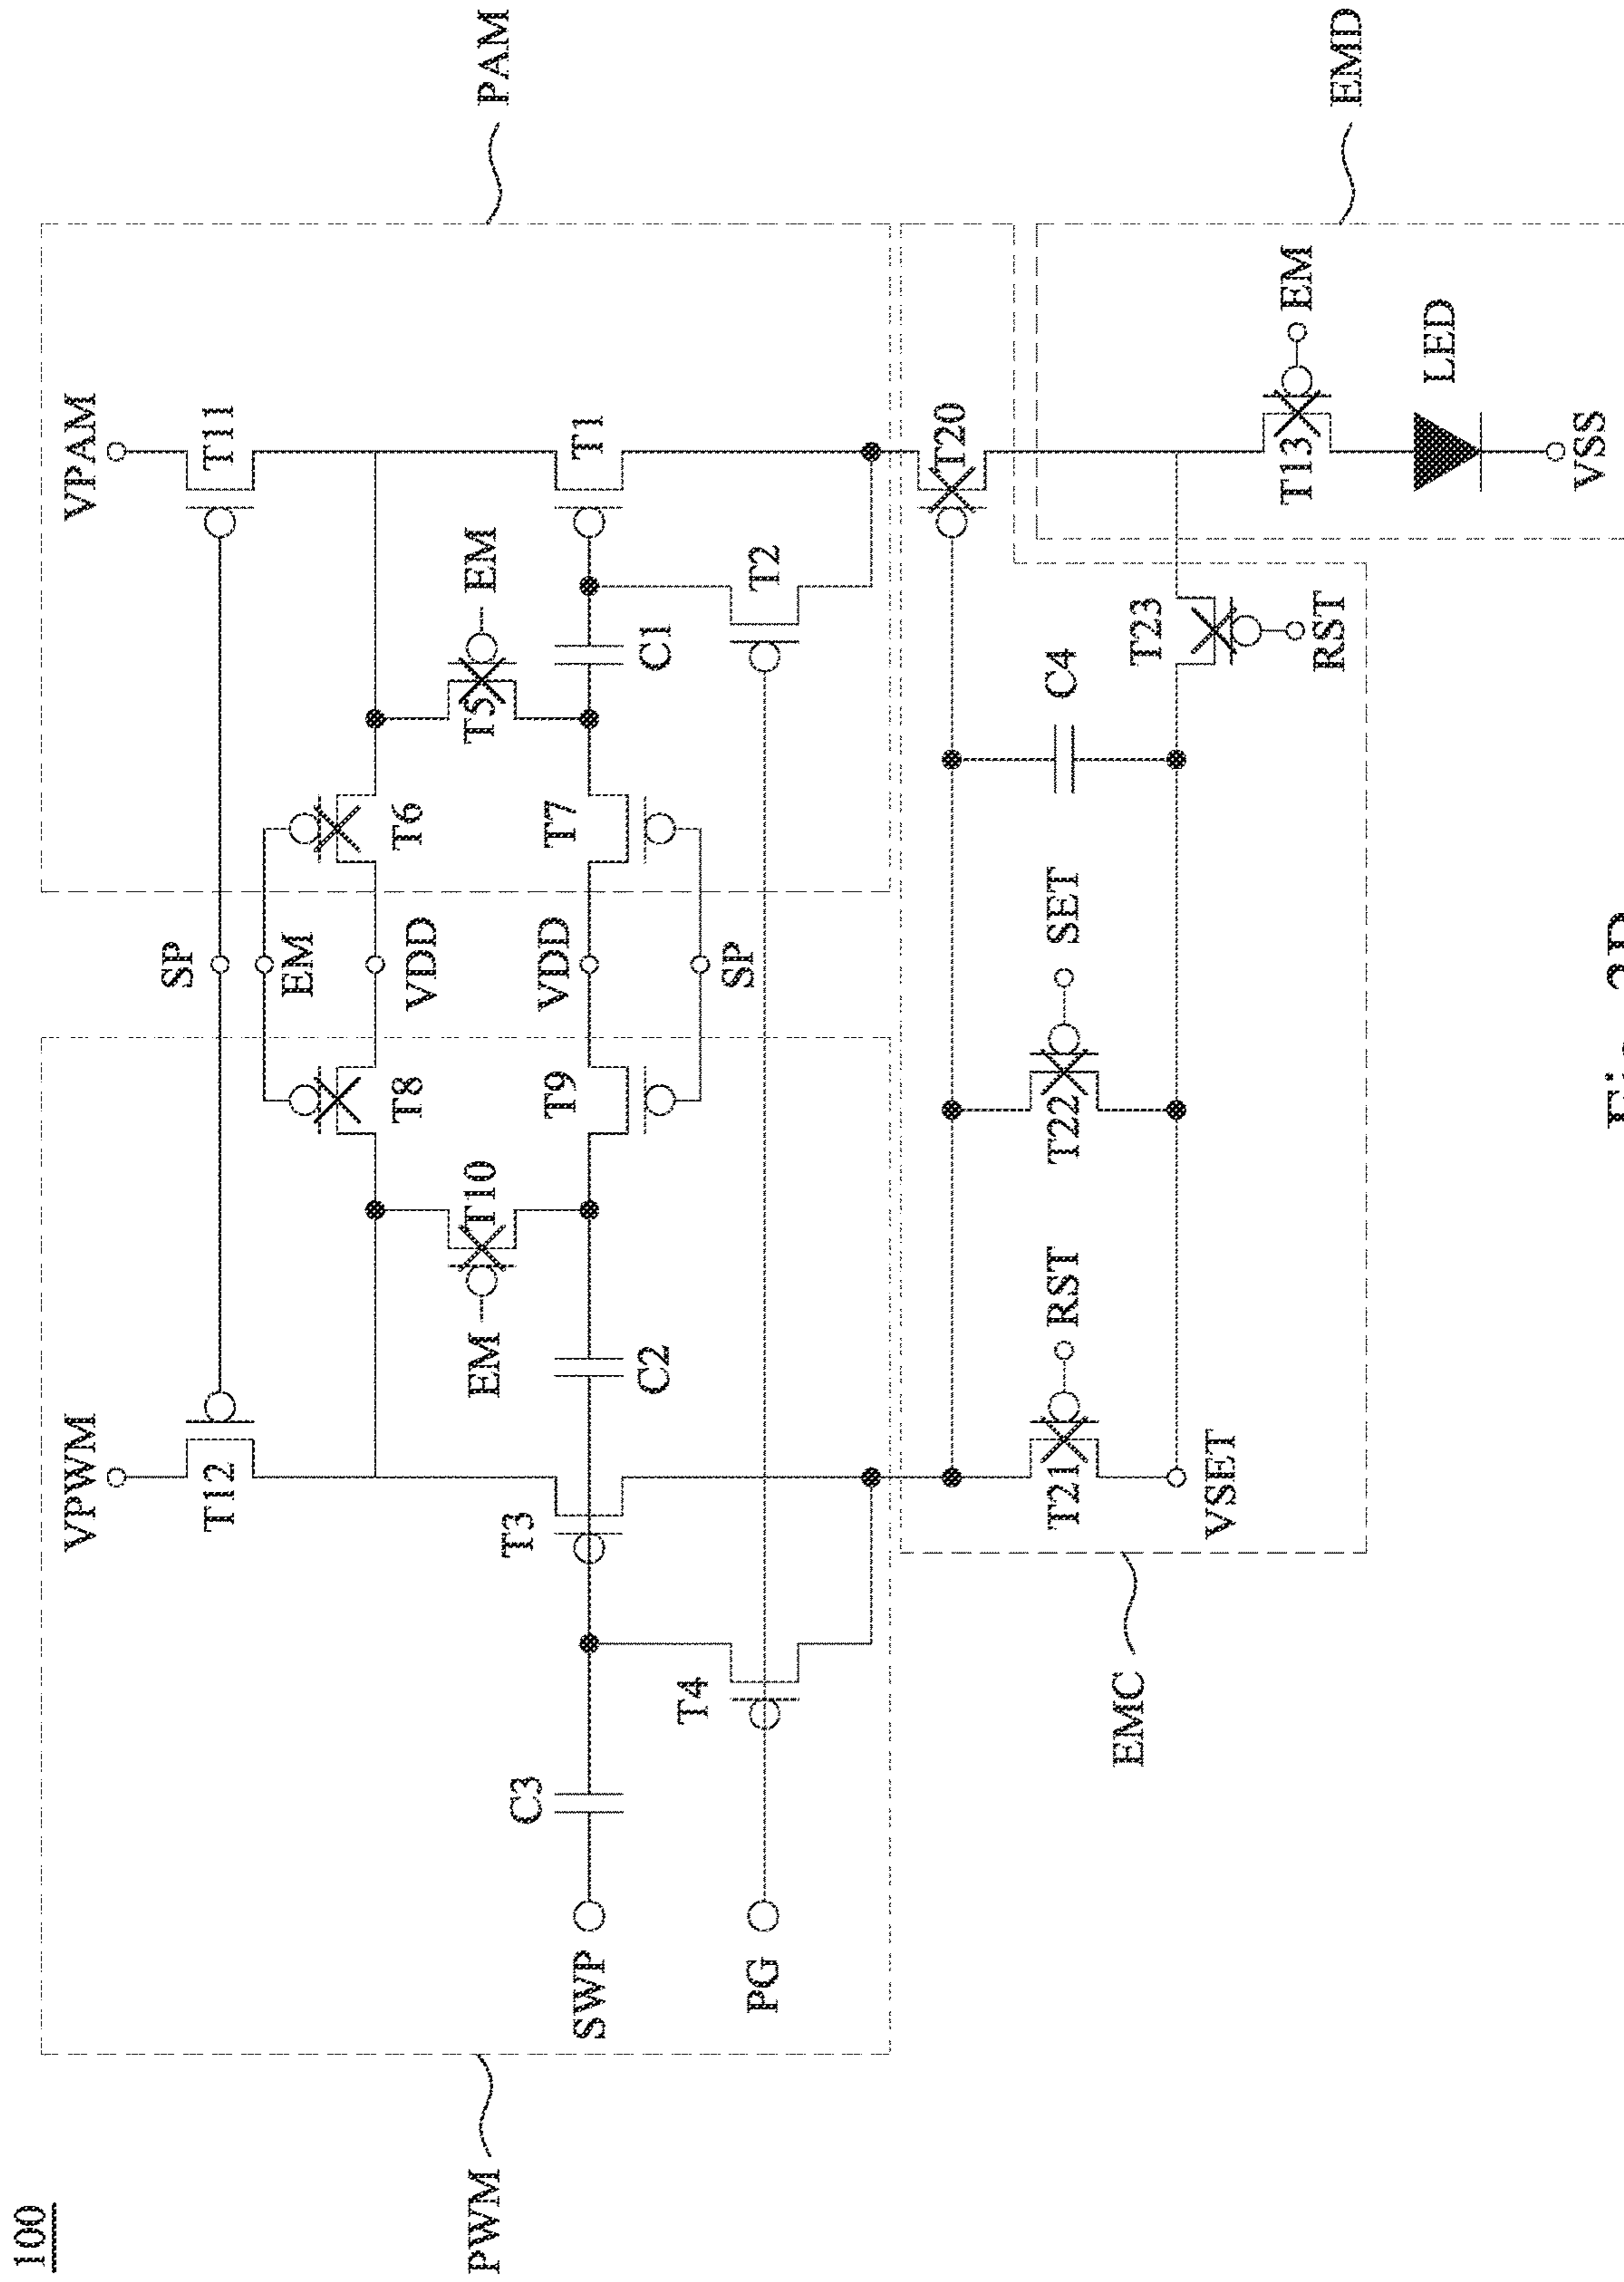 100
PWM
PAM
VPWM
VPAM
T12
T11
SP
EM
T8
T6
VDD
VDD
T9
T7
SP
EM
T10
T5
EM
T3
T1
C3
C2
C1
SWP
T4
T2
PG
EMC
T20
T21
RST
T22
SET
C4
T23
RST
VSET
EMD
T13
EM
LED
VSS